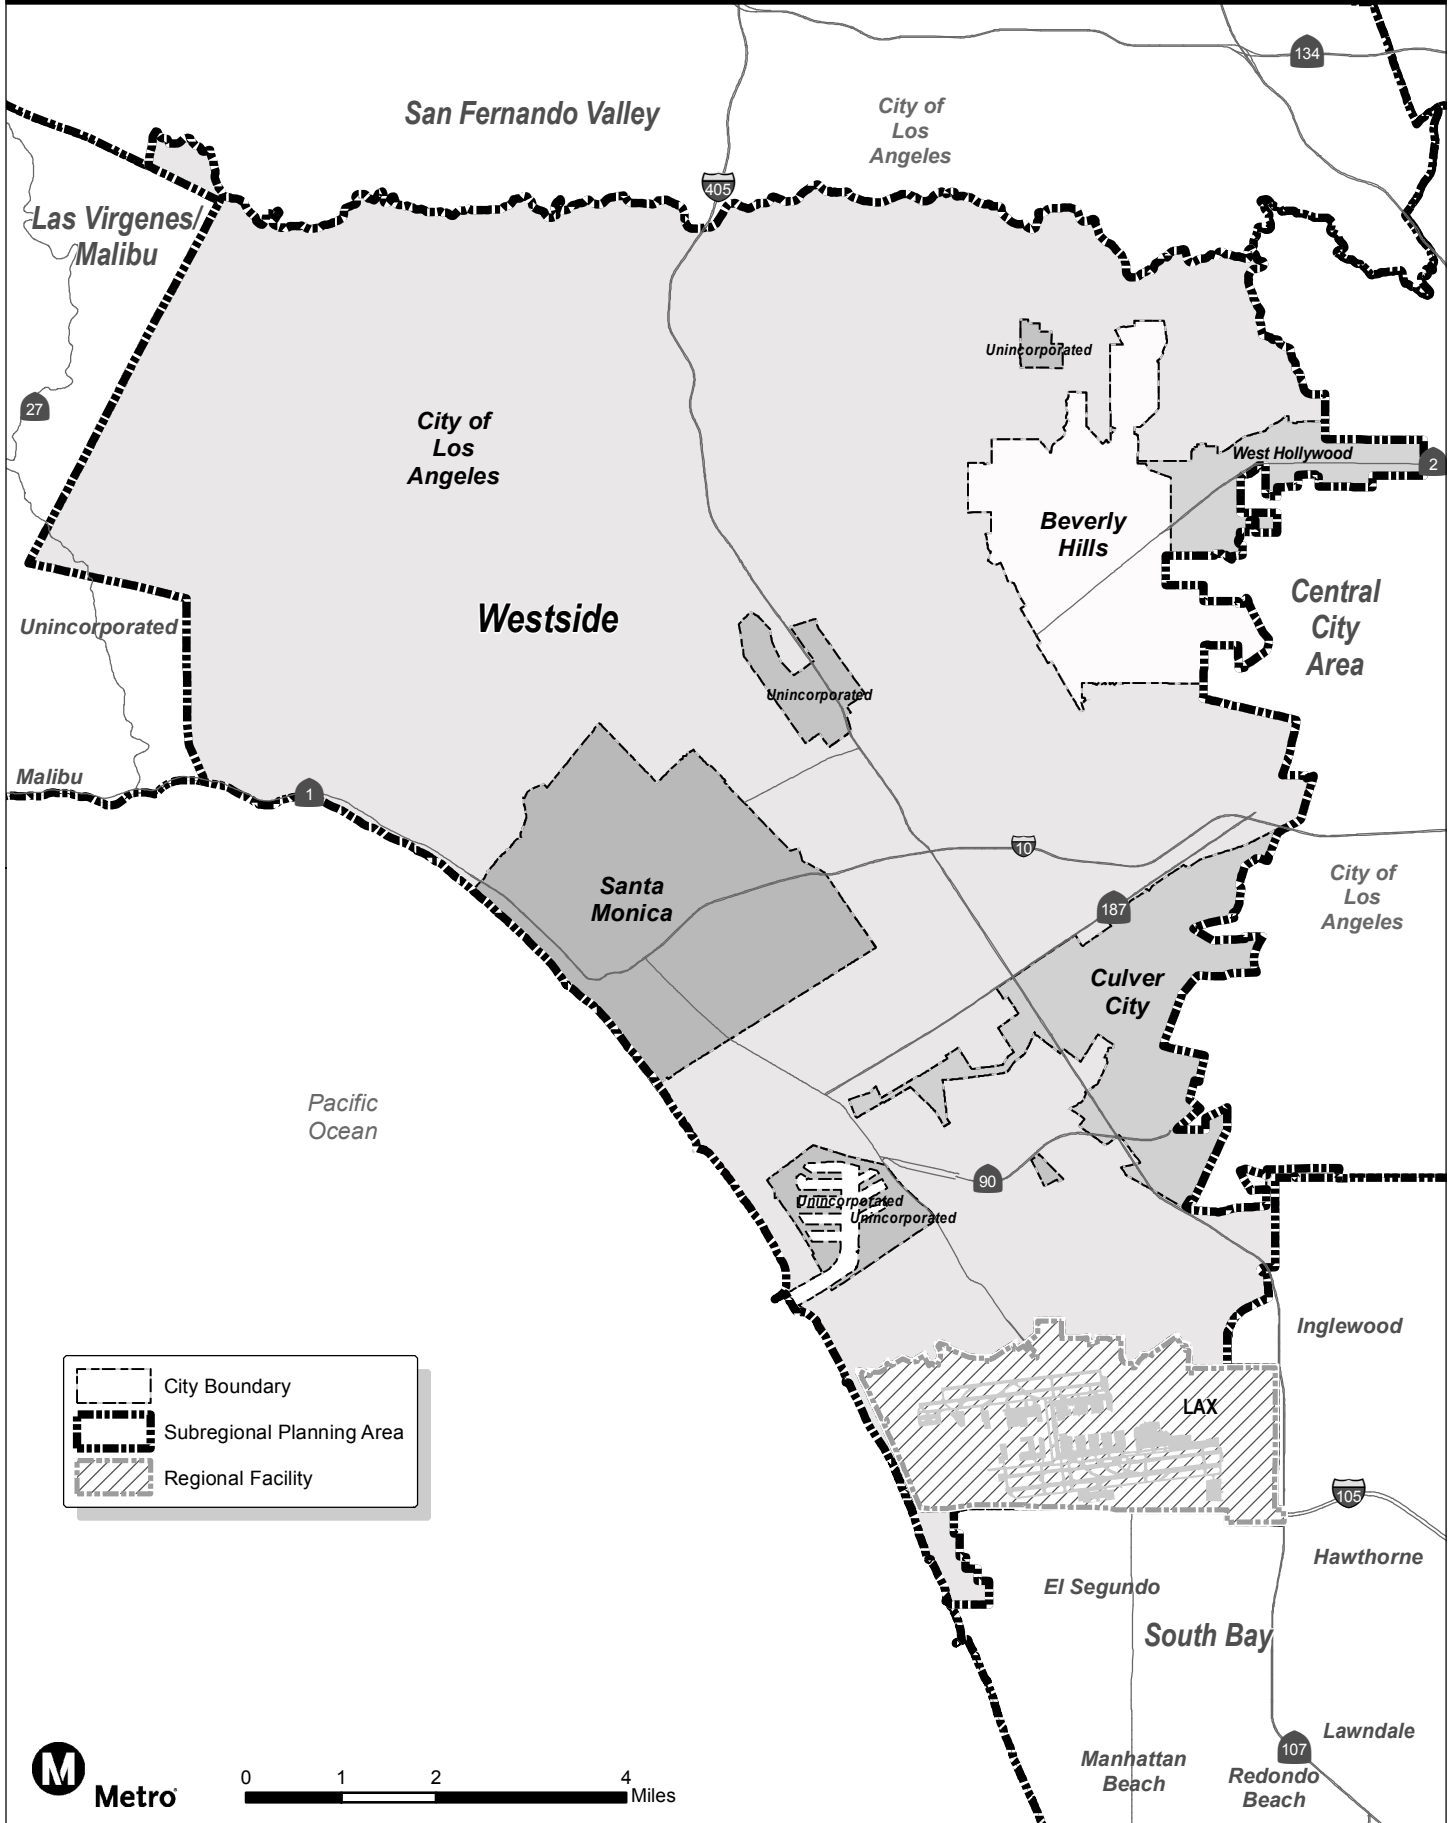 134
San Fernando Valley
City of
Los
Angeles
405
Las Virgenes/
Malibu
Unincorporated
27
City of
Los
Angeles
West Hollywood
2
Beverly
Hills
Westside
Central
City
Area
Unincorporated
Unincorporated
Malibu
1
10
Santa
Monica
City of
Los
Angeles
187
Culver
City
Pacific
Ocean
90
Unincorporated
Unincorporated
Inglewood
City Boundary
Subregional Planning Area
Regional Facility
LAX
105
Hawthorne
El Segundo
South Bay
Lawndale
107
Manhattan
Beach
Redondo
Beach
M
Metro
0 1 2 4
Miles